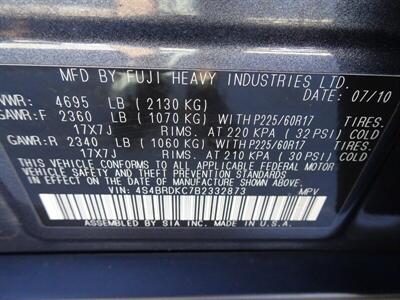 MFD BY FUJI HEAVY INDUSTRIES LTD.
DATE: 07/10
VWR: 4695 LB (2130 KG)
GAWR:F 2360 LB (1070 KG) WITH P225/60R17 TIRES.
17X7J RIMS. AT 220 KPA (32 PSI) COLD
GAWR:R 2340 LB (1060 KG) WITH P225/60R17 TIRES.
17X7J RIMS. AT 210 KPA (30 PSI) COLD
THIS VEHICLE CONFORMS TO ALL APPLICABLE FEDERAL MOTOR
VEHICLE SAFETY AND THEFT PREVENTION STANDARDS IN EFFECT
ON THE DATE OF MANUFACTURE SHOWN ABOVE.
VIN: 4S4BRDKC7B2332873 MPV
ASSEMBLED BY SIA INC. IN U.S.A.